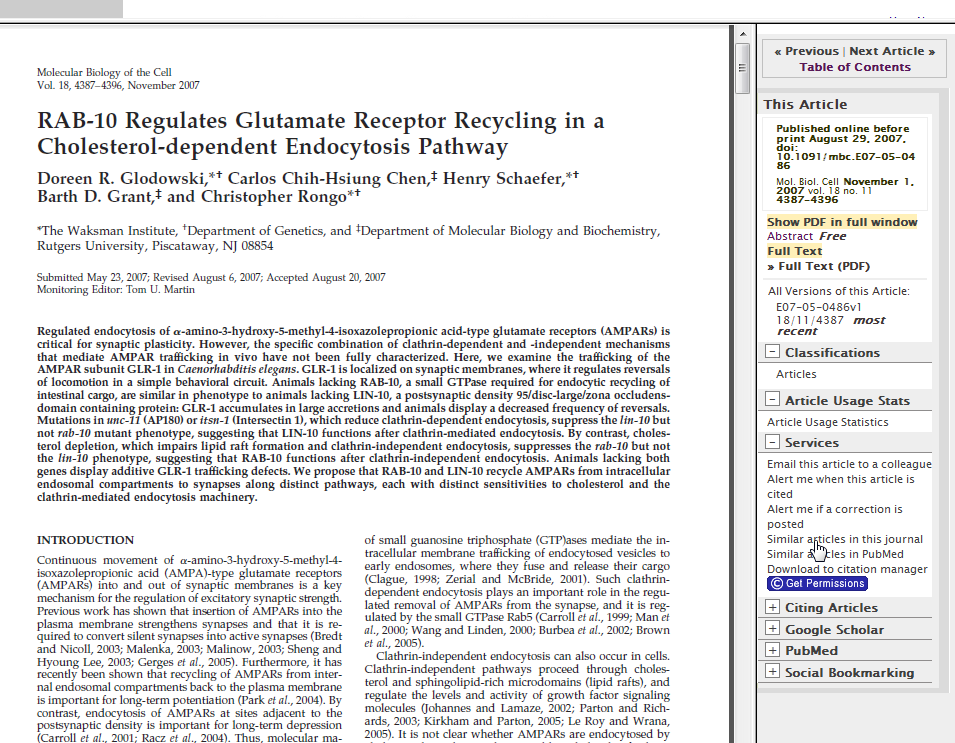 Molecular Biology of the Cell
Vol. 18, 4387–4396, November 2007
RAB-10 Regulates Glutamate Receptor Recycling in a
Cholesterol-dependent Endocytosis Pathway
Doreen R. Glodowski,*† Carlos Chih-Hsiung Chen,‡ Henry Schaefer,*†
Barth D. Grant,‡ and Christopher Rongo*†
*The Waksman Institute, †Department of Genetics, and ‡Department of Molecular Biology and Biochemistry,
Rutgers University, Piscataway, NJ 08854
Submitted May 23, 2007; Revised August 6, 2007; Accepted August 20, 2007
Monitoring Editor: Tom U. Martin
Regulated endocytosis of α-amino-3-hydroxy-5-methyl-4-isoxazolepropionic acid-type glutamate receptors (AMPARs) is
critical for synaptic plasticity. However, the specific combination of clathrin-dependent and -independent mechanisms
that mediate AMPAR trafficking in vivo have not been fully characterized. Here, we examine the trafficking of the
AMPAR subunit GLR-1 in Caenorhabditis elegans. GLR-1 is localized on synaptic membranes, where it regulates reversals
of locomotion in a simple behavioral circuit. Animals lacking RAB-10, a small GTPase required for endocytic recycling of
intestinal cargo, are similar in phenotype to animals lacking LIN-10, a postsynaptic density 95/disc-large/zona occludens-
domain containing protein: GLR-1 accumulates in large accretions and animals display a decreased frequency of reversals.
Mutations in unc-11 (AP180) or itsn-1 (Intersectin 1), which reduce clathrin-dependent endocytosis, suppress the lin-10 but
not rab-10 mutant phenotype, suggesting that LIN-10 functions after clathrin-mediated endocytosis. By contrast, choles-
terol depletion, which impairs lipid raft formation and clathrin-independent endocytosis, suppresses the rab-10 but not
the lin-10 phenotype, suggesting that RAB-10 functions after clathrin-independent endocytosis. Animals lacking both
genes display additive GLR-1 trafficking defects. We propose that RAB-10 and LIN-10 recycle AMPARs from intracellular
endosomal compartments to synapses along distinct pathways, each with distinct sensitivities to cholesterol and the
clathrin-mediated endocytosis machinery.
INTRODUCTION
Continuous movement of α-amino-3-hydroxy-5-methyl-4-
isoxazolepropionic acid (AMPA)-type glutamate receptors
(AMPARs) into and out of synaptic membranes is a key
mechanism for the regulation of excitatory synaptic strength.
Previous work has shown that insertion of AMPARs into the
plasma membrane strengthens synapses and that it is re-
quired to convert silent synapses into active synapses (Bredt
and Nicoll, 2003; Malenka, 2003; Malinow, 2003; Sheng and
Hyoung Lee, 2003; Gerges et al., 2005). Furthermore, it has
recently been shown that recycling of AMPARs from inter-
nal endosomal compartments back to the plasma membrane
is important for long-term potentiation (Park et al., 2004). By
contrast, endocytosis of AMPARs at sites adjacent to the
postsynaptic density is important for long-term depression
(Carroll et al., 2001; Racz et al., 2004). Thus, molecular ma-
of small guanosine triphosphate (GTP)ases mediate the in-
tracellular membrane trafficking of endocytosed vesicles to
early endosomes, where they fuse and release their cargo
(Clague, 1998; Zerial and McBride, 2001). Such clathrin-
dependent endocytosis plays an important role in the regu-
lated removal of AMPARs from the synapse, and it is reg-
ulated by the small GTPase Rab5 (Carroll et al., 1999; Man et
al., 2000; Wang and Linden, 2000; Burbea et al., 2002; Brown
et al., 2005).
Clathrin-independent endocytosis can also occur in cells.
Clathrin-independent pathways proceed through choles-
terol and sphingolipid-rich microdomains (lipid rafts), and
regulate the levels and activity of growth factor signaling
molecules (Johannes and Lamaze, 2002; Parton and Rich-
ards, 2003; Kirkham and Parton, 2005; Le Roy and Wrana,
2005). It is not clear whether AMPARs are endocytosed by
« Previous | Next Article »
Table of Contents
This Article
Published online before
print August 29, 2007,
doi:
10.1091/mbc.E07-05-04
86
Mol. Biol. Cell November 1,
2007 vol. 18 no. 11
4387-4396
Show PDF in full window
Abstract Free
Full Text
» Full Text (PDF)
All Versions of this Article:
E07-05-0486v1
18/11/4387 most
recent
Classifications
Articles
Article Usage Stats
Article Usage Statistics
Services
Email this article to a colleague
Alert me when this article is
cited
Alert me if a correction is
posted
Similar articles in this journal
Similar articles in PubMed
Download to citation manager
© Get Permissions
Citing Articles
Google Scholar
PubMed
Social Bookmarking